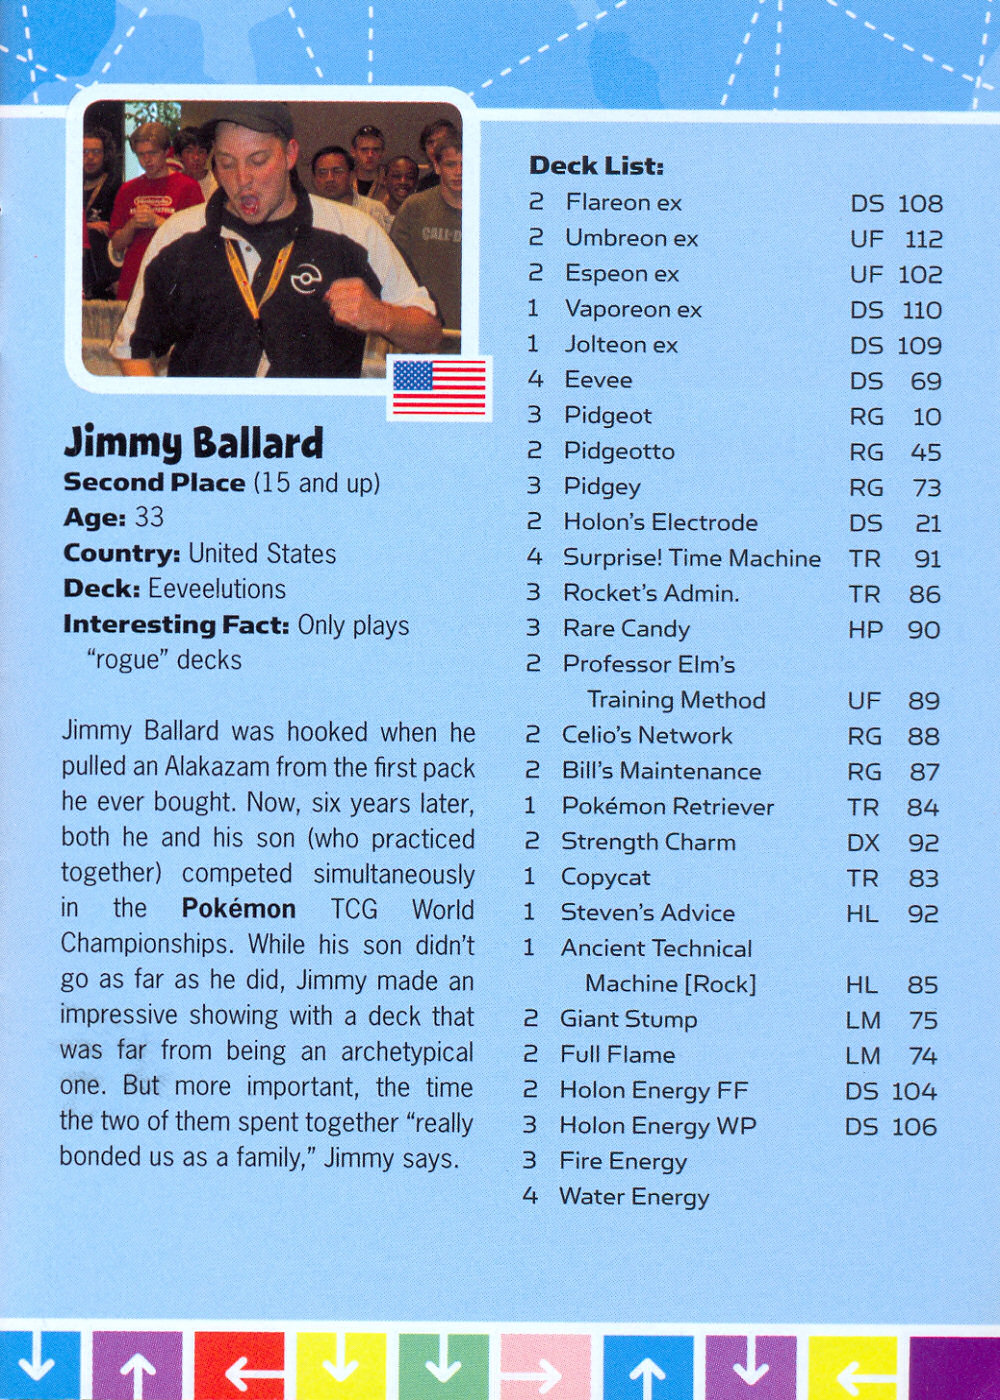 Nintendo
CALL OF D
Jimmy Ballard
Second Place (15 and up)
Age: 33
Country: United States
Deck: Eeveelutions
Interesting Fact: Only plays
“rogue” decks
Jimmy Ballard was hooked when he
pulled an Alakazam from the first pack
he ever bought. Now, six years later,
both he and his son (who practiced
together) competed simultaneously
in the Pokémon TCG World
Championships. While his son didn’t
go as far as he did, Jimmy made an
impressive showing with a deck that
was far from being an archetypical
one. But more important, the time
the two of them spent together “really
bonded us as a family,” Jimmy says.
Deck List:
2 Flareon ex DS 108
2 Umbreon ex UF 112
2 Espeon ex UF 102
1 Vaporeon ex DS 110
1 Jolteon ex DS 109
4 Eevee DS 69
3 Pidgeot RG 10
2 Pidgeotto RG 45
3 Pidgey RG 73
2 Holon’s Electrode DS 21
4 Surprise! Time Machine TR 91
3 Rocket’s Admin. TR 86
3 Rare Candy HP 90
2 Professor Elm’s
Training Method UF 89
2 Celio’s Network RG 88
2 Bill’s Maintenance RG 87
1 Pokémon Retriever TR 84
2 Strength Charm DX 92
1 Copycat TR 83
1 Steven’s Advice HL 92
1 Ancient Technical
Machine [Rock] HL 85
2 Giant Stump LM 75
2 Full Flame LM 74
2 Holon Energy FF DS 104
3 Holon Energy WP DS 106
3 Fire Energy
4 Water Energy